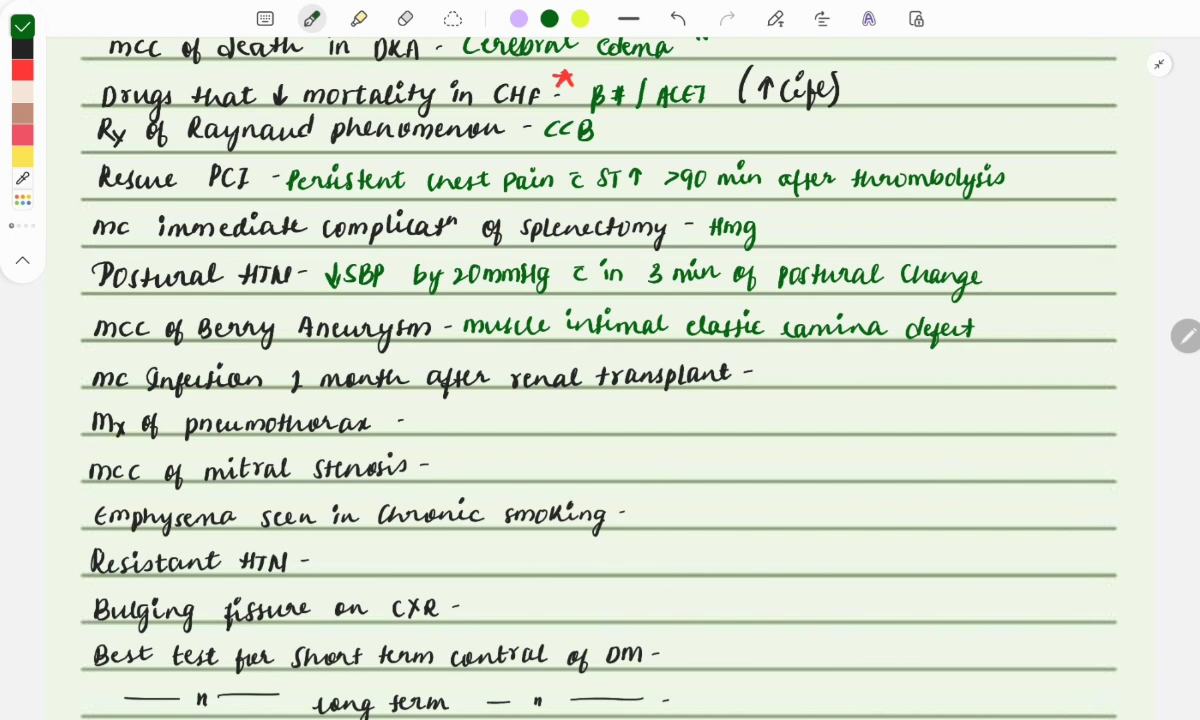 mcc of death in DKA - Cerebral Edema "
Drugs that ↓ mortality in CHF - * β# / ACEI (↑ Life)
Rx of Raynaud phenomenon - CCB
Rescue PCI - Persistent chest pain c̄ ST↑ >90 min after thrombolysis
mc immediate complicatⁿ of splenectomy - Hmg
Postural HTN - ↓SBP by 20mmHg c̄ in 3 min of postural change
mcc of Berry Aneurysm - muscle intimal elastic lamina defect
mc Infection 1 month after renal transplant -
Mx of pneumothorax -
mcc of mitral stenosis -
Emphysema seen in Chronic smoking -
Resistant HTN -
Bulging fissure on CXR -
Best test for short term control of DM -
— n — long term — " — -